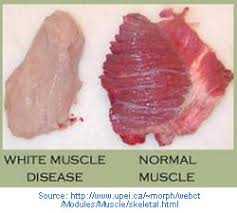 WHITE MUSCLE
DISEASE
NORMAL
MUSCLE
Source: http://www.upei.ca/~morph/webct
/Modules/Muscle/skeletal.html